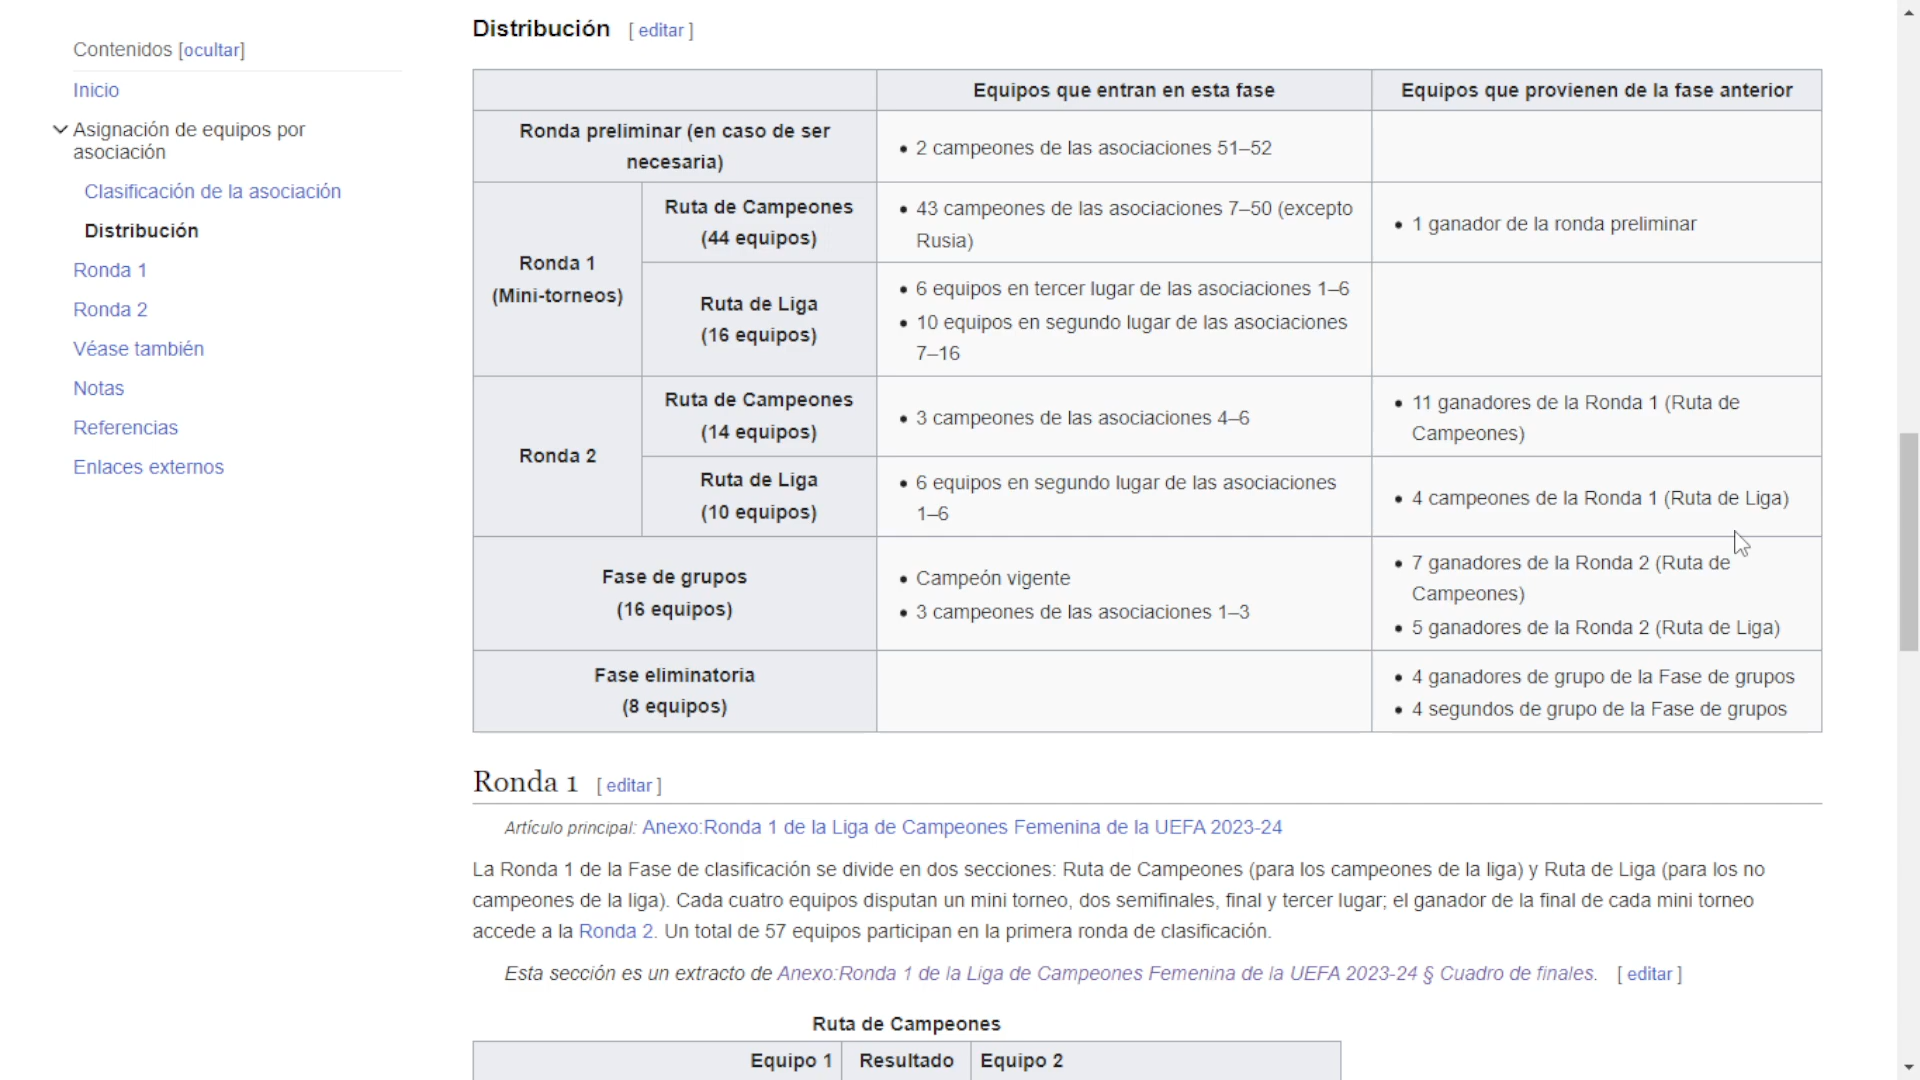 Contenidos [ocultar]
Inicio
Asignación de equipos por
asociación
Clasificación de la asociación
Distribución
Ronda 1
Ronda 2
Véase también
Notas
Referencias
Enlaces externos
Distribución [ editar ]
Equipos que entran en esta fase
Equipos que provienen de la fase anterior
Ronda preliminar (en caso de ser
necesaria)
• 2 campeones de las asociaciones 51–52
Ronda 1
(Mini-torneos)
Ruta de Campeones
(44 equipos)
• 43 campeones de las asociaciones 7–50 (excepto
Rusia)
• 1 ganador de la ronda preliminar
Ruta de Liga
(16 equipos)
• 6 equipos en tercer lugar de las asociaciones 1–6
• 10 equipos en segundo lugar de las asociaciones
7–16
Ronda 2
Ruta de Campeones
(14 equipos)
• 3 campeones de las asociaciones 4–6
• 11 ganadores de la Ronda 1 (Ruta de
Campeones)
Ruta de Liga
(10 equipos)
• 6 equipos en segundo lugar de las asociaciones
1–6
• 4 campeones de la Ronda 1 (Ruta de Liga)
Fase de grupos
(16 equipos)
• Campeón vigente
• 3 campeones de las asociaciones 1–3
• 7 ganadores de la Ronda 2 (Ruta de
Campeones)
• 5 ganadores de la Ronda 2 (Ruta de Liga)
Fase eliminatoria
(8 equipos)
• 4 ganadores de grupo de la Fase de grupos
• 4 segundos de grupo de la Fase de grupos
Ronda 1 [ editar ]
Artículo principal: Anexo:Ronda 1 de la Liga de Campeones Femenina de la UEFA 2023-24
La Ronda 1 de la Fase de clasificación se divide en dos secciones: Ruta de Campeones (para los campeones de la liga) y Ruta de Liga (para los no
campeones de la liga). Cada cuatro equipos disputan un mini torneo, dos semifinales, final y tercer lugar; el ganador de la final de cada mini torneo
accede a la Ronda 2. Un total de 57 equipos participan en la primera ronda de clasificación.
Esta sección es un extracto de Anexo:Ronda 1 de la Liga de Campeones Femenina de la UEFA 2023-24 § Cuadro de finales. [ editar ]
Ruta de Campeones
Equipo 1 Resultado Equipo 2